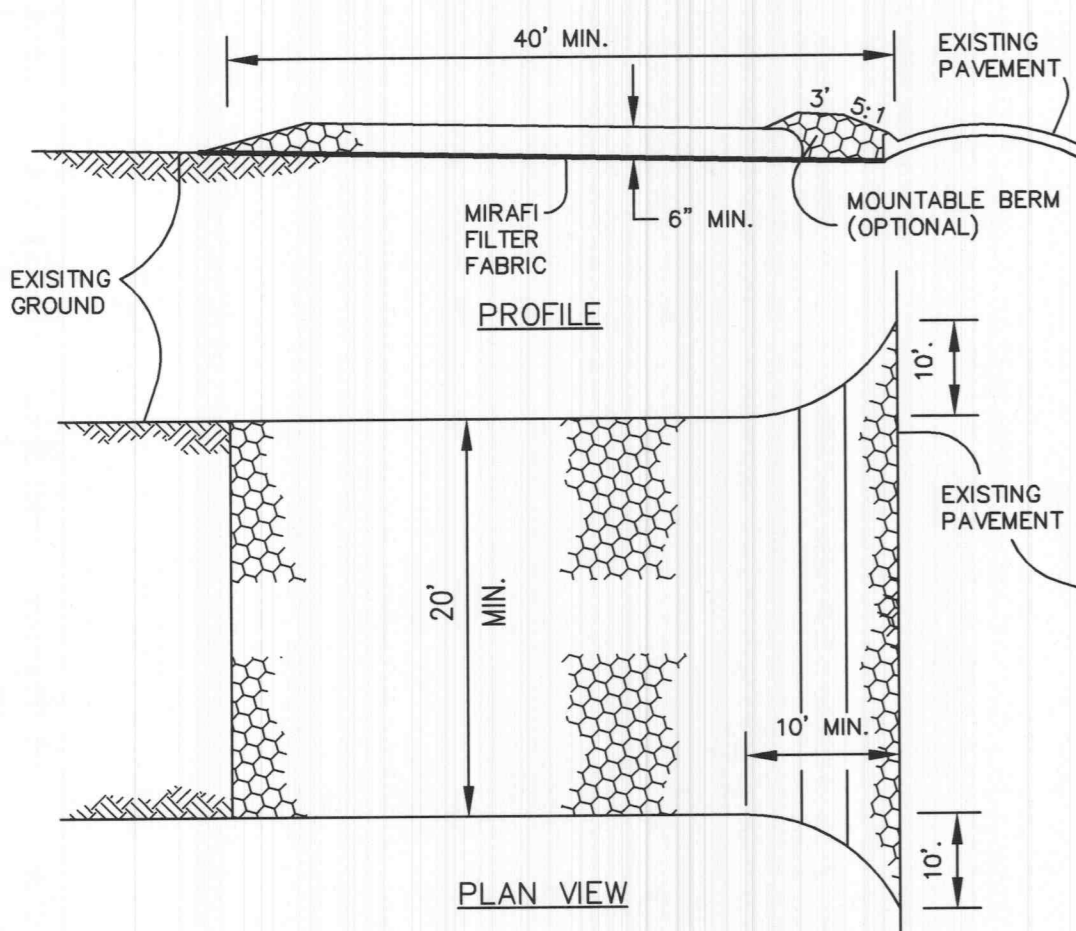 40' MIN.
EXISTING
PAVEMENT
3'
5:1
MIRAFI
FILTER
FABRIC
6" MIN.
MOUNTABLE BERM
(OPTIONAL)
EXISITNG
GROUND
PROFILE
10'.
EXISTING
PAVEMENT
20'
MIN.
10' MIN.
10'.
PLAN VIEW